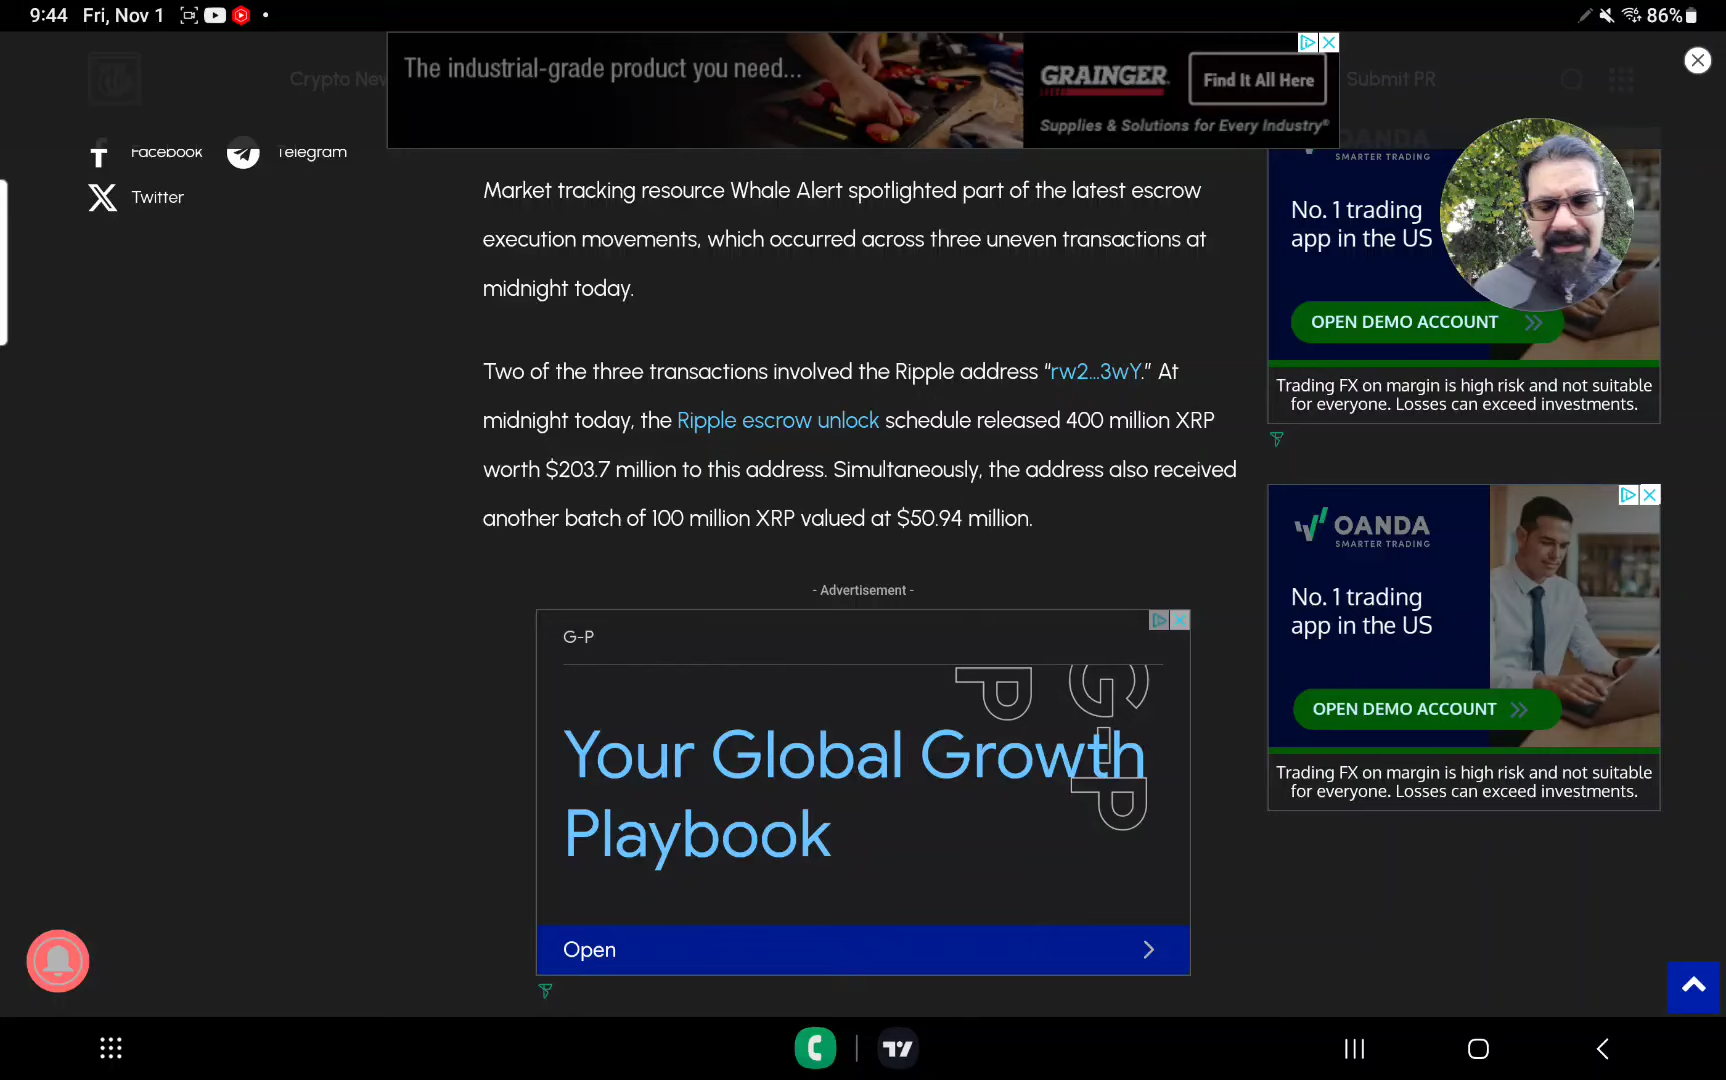 9:44 Fri, Nov 1
86%
Crypto
The industrial-grade product you need...
GRAINGER
Find It All Here
Supplies & Solutions for Every Industry®
Submit PR
Facebook
Telegram
Twitter
Market tracking resource Whale Alert spotlighted part of the latest escrow
execution movements, which occurred across three uneven transactions at
midnight today.
Two of the three transactions involved the Ripple address “rw2...3wY.” At
midnight today, the Ripple escrow unlock schedule released 400 million XRP
worth $203.7 million to this address. Simultaneously, the address also received
another batch of 100 million XRP valued at $50.94 million.
- Advertisement -
G-P
G-P
P
Your Global Growth
Playbook
Open
OANDA
SMARTER TRADING
No. 1 trading
app in the US
OPEN DEMO ACCOUNT
Trading FX on margin is high risk and not suitable
for everyone. Losses can exceed investments.
OANDA
SMARTER TRADING
No. 1 trading
app in the US
OPEN DEMO ACCOUNT
Trading FX on margin is high risk and not suitable
for everyone. Losses can exceed investments.